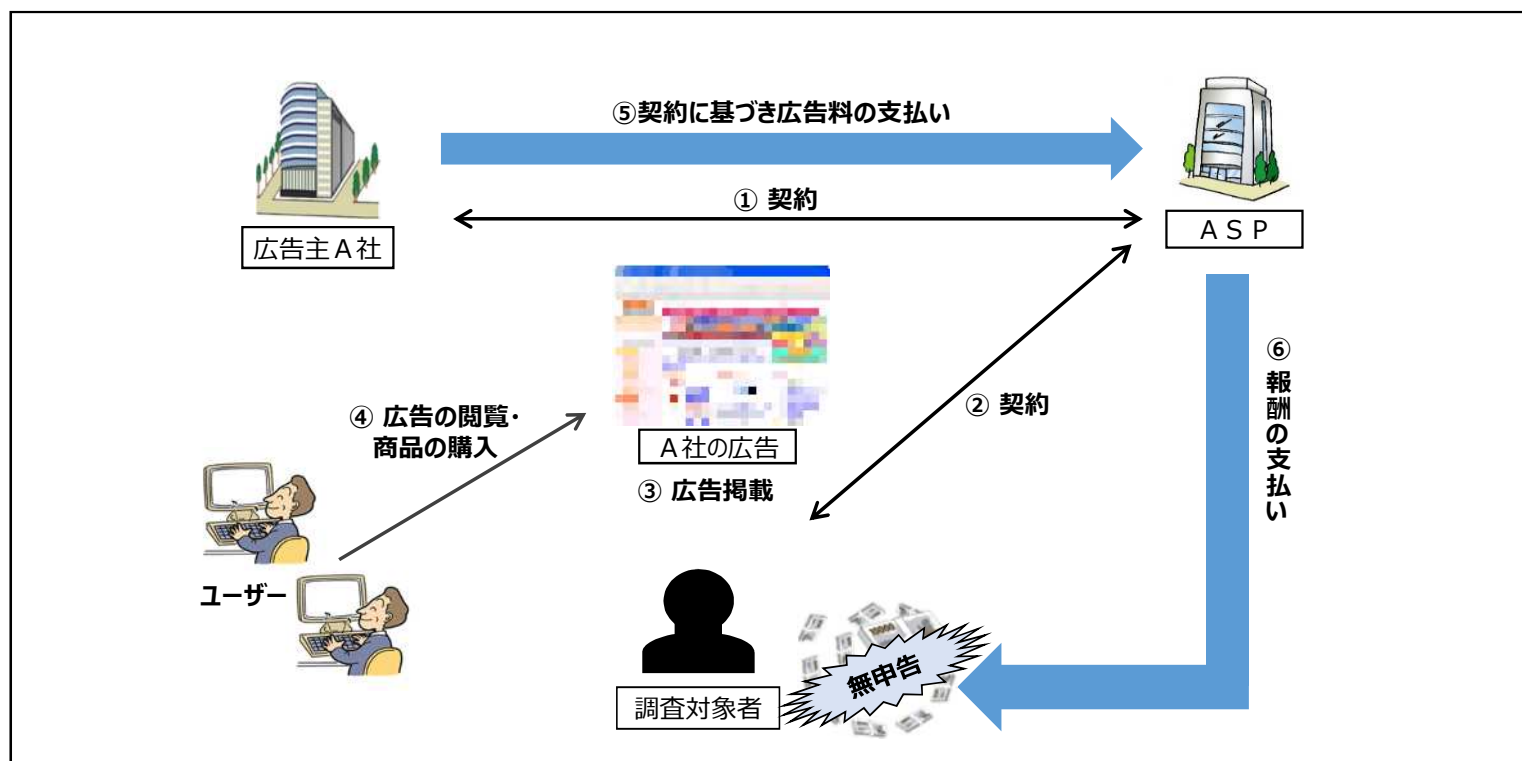 ⑤契約に基づき広告料の支払い
① 契約
広告主A社
ASP
② 契約
⑥報酬の支払い
④ 広告の閲覧・
商品の購入
A社の広告
③ 広告掲載
ユーザー
無申告
調査対象者
10000